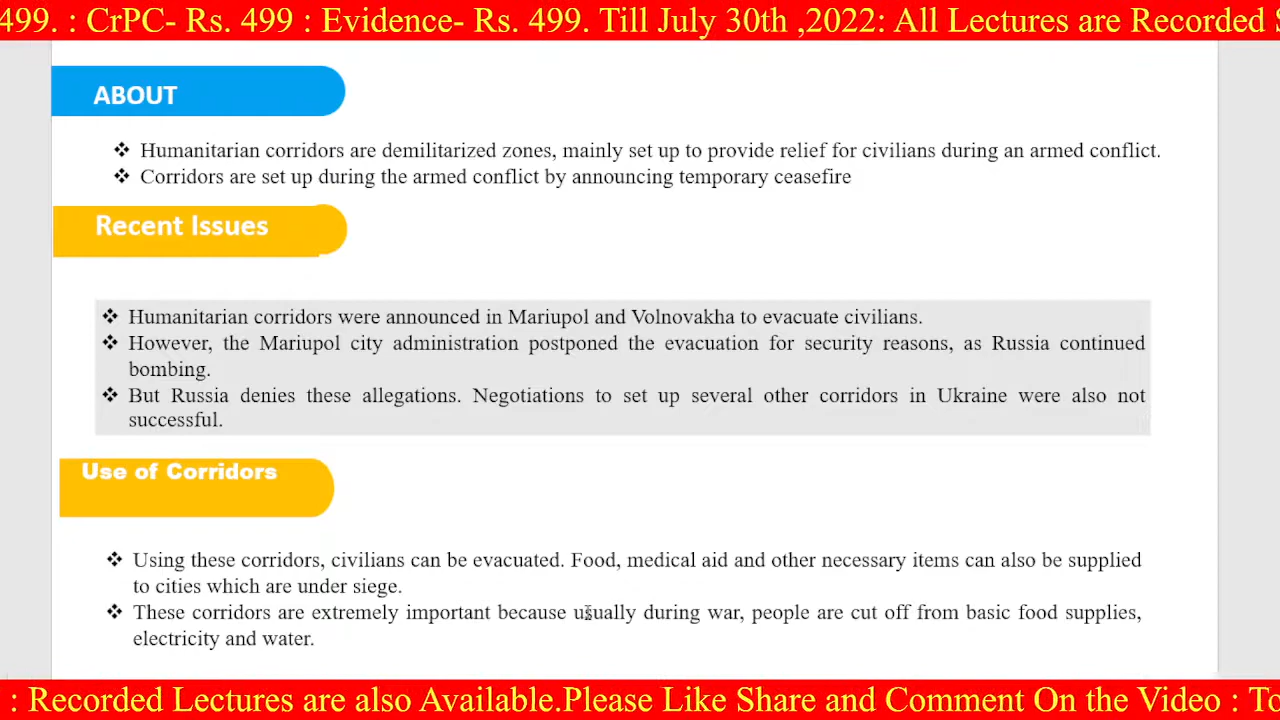 499. : CrPC- Rs. 499 : Evidence- Rs. 499. Till July 30th ,2022: All Lectures are Recorded
ABOUT
❖ Humanitarian corridors are demilitarized zones, mainly set up to provide relief for civilians during an armed conflict.
❖ Corridors are set up during the armed conflict by announcing temporary ceasefire
Recent Issues
❖ Humanitarian corridors were announced in Mariupol and Volnovakha to evacuate civilians.
❖ However, the Mariupol city administration postponed the evacuation for security reasons, as Russia continued
bombing.
❖ But Russia denies these allegations. Negotiations to set up several other corridors in Ukraine were also not
successful.
Use of Corridors
❖ Using these corridors, civilians can be evacuated. Food, medical aid and other necessary items can also be supplied
to cities which are under siege.
❖ These corridors are extremely important because usually during war, people are cut off from basic food supplies,
electricity and water.
: Recorded Lectures are also Available.Please Like Share and Comment On the Video : To